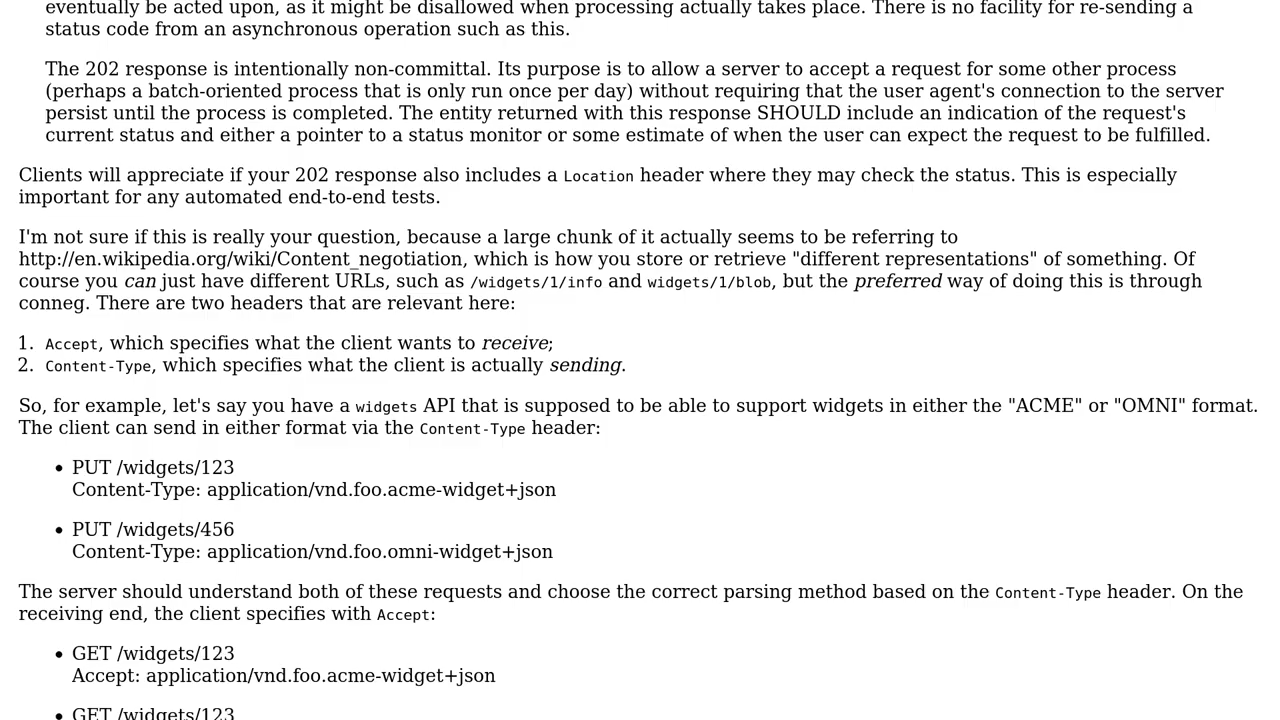 eventually be acted upon, as it might be disallowed when processing actually takes place. There is no facility for re-sending a
status code from an asynchronous operation such as this.
The 202 response is intentionally non-committal. Its purpose is to allow a server to accept a request for some other process
(perhaps a batch-oriented process that is only run once per day) without requiring that the user agent's connection to the server
persist until the process is completed. The entity returned with this response SHOULD include an indication of the request's
current status and either a pointer to a status monitor or some estimate of when the user can expect the request to be fulfilled.
Clients will appreciate if your 202 response also includes a Location header where they may check the status. This is especially
important for any automated end-to-end tests.
I'm not sure if this is really your question, because a large chunk of it actually seems to be referring to
http://en.wikipedia.org/wiki/Content_negotiation, which is how you store or retrieve "different representations" of something. Of
course you can just have different URLs, such as /widgets/1/info and widgets/1/blob, but the preferred way of doing this is through
conneg. There are two headers that are relevant here:
1. Accept, which specifies what the client wants to receive;
2. Content-Type, which specifies what the client is actually sending.
So, for example, let's say you have a widgets API that is supposed to be able to support widgets in either the "ACME" or "OMNI" format.
The client can send in either format via the Content-Type header:
• PUT /widgets/123
Content-Type: application/vnd.foo.acme-widget+json
• PUT /widgets/456
Content-Type: application/vnd.foo.omni-widget+json
The server should understand both of these requests and choose the correct parsing method based on the Content-Type header. On the
receiving end, the client specifies with Accept:
• GET /widgets/123
Accept: application/vnd.foo.acme-widget+json
• GET /widgets/123